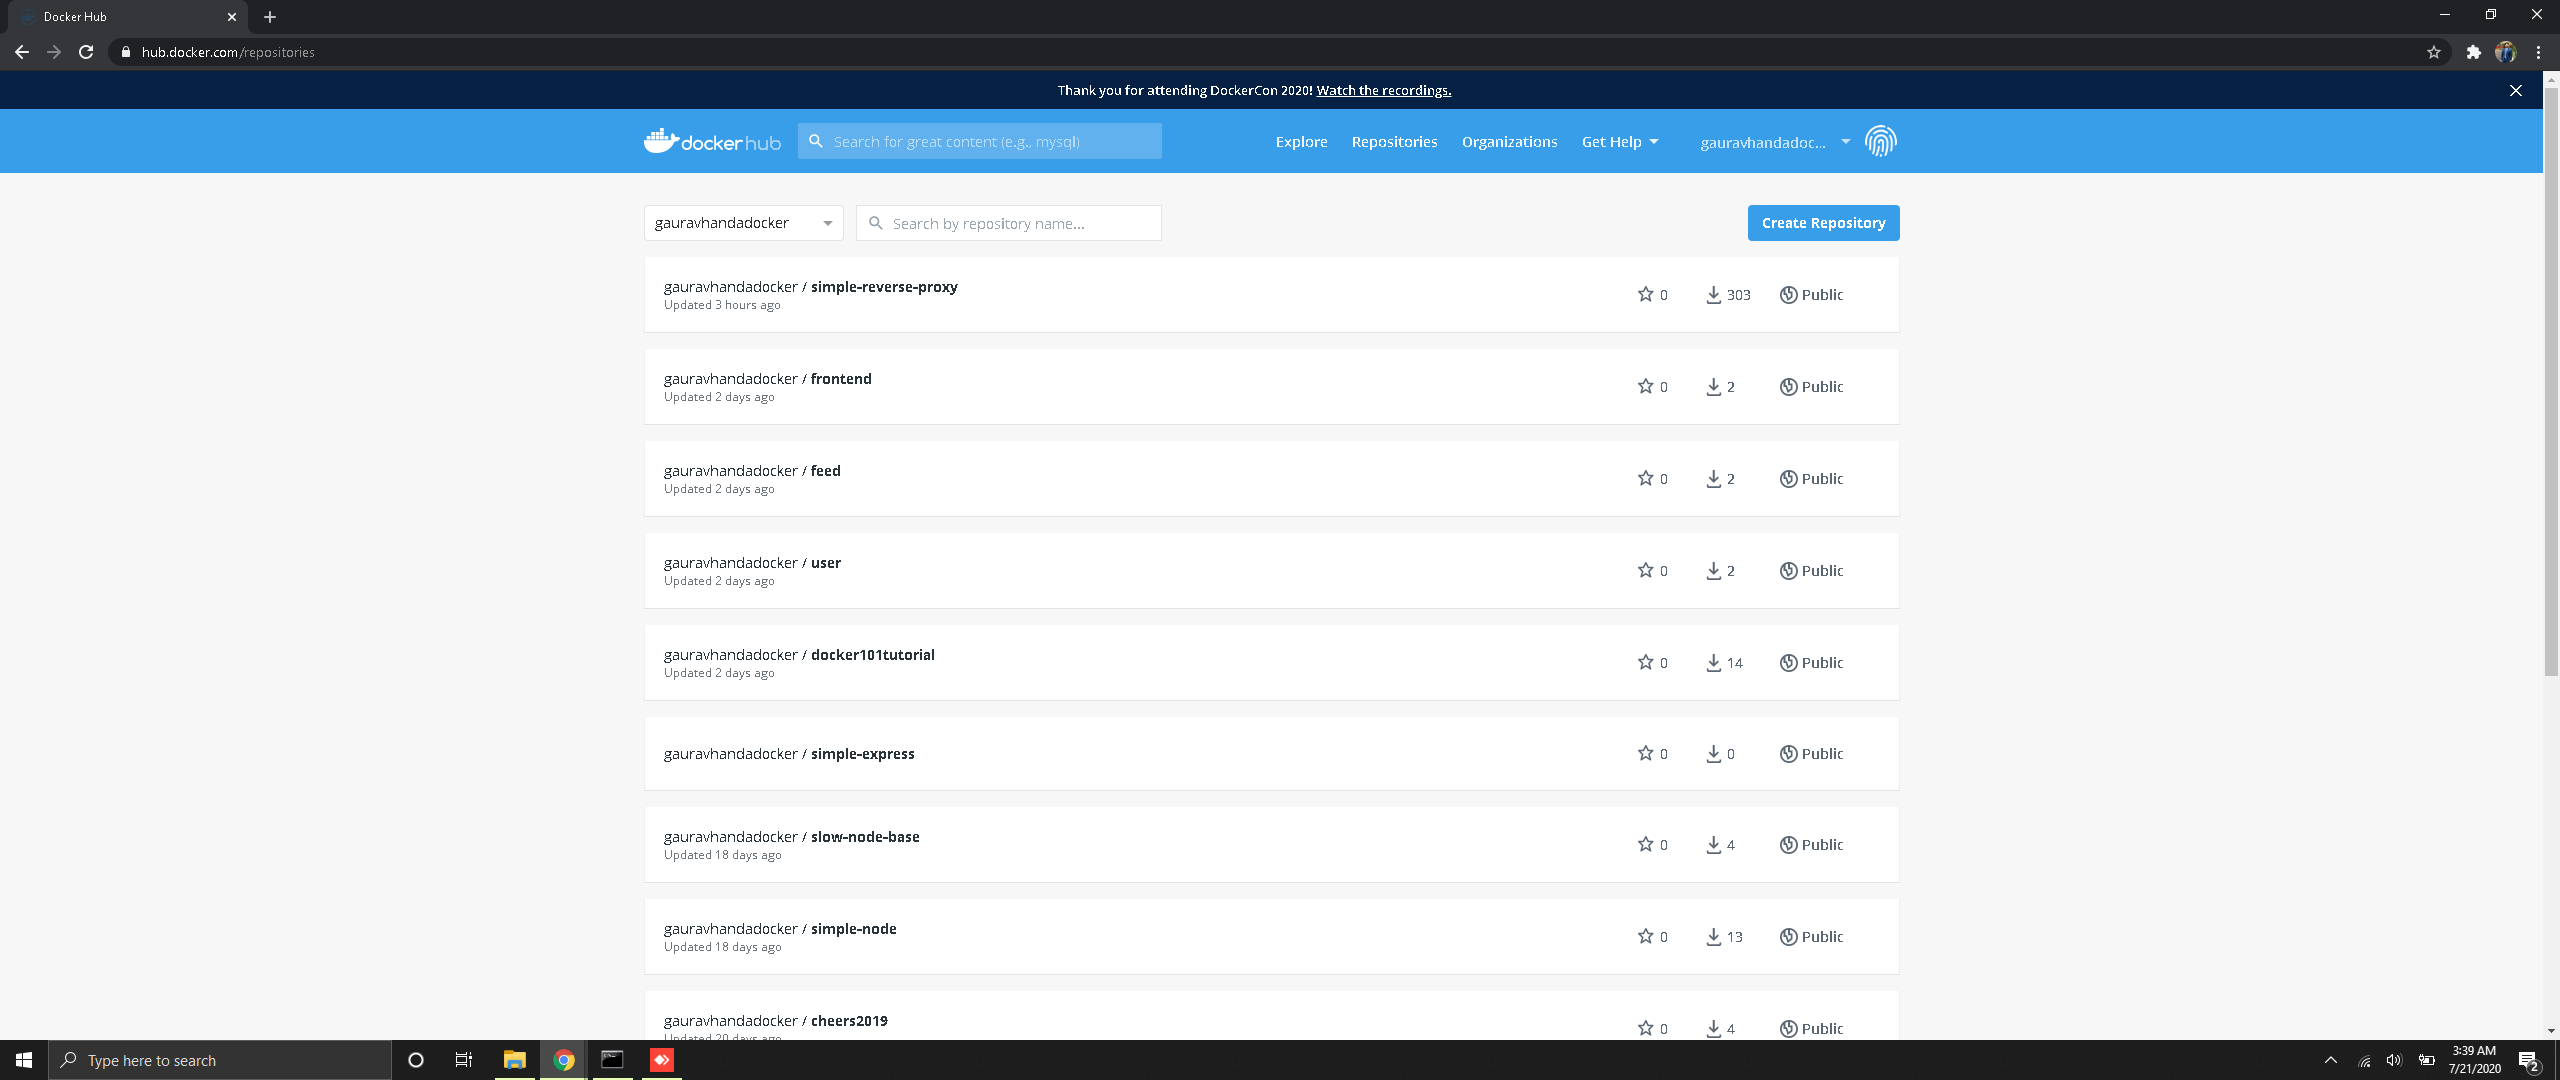 Docker Hub
hub.docker.com/repositories
Thank you for attending DockerCon 2020! Watch the recordings.
dockerhub
Search for great content (e.g., mysql)
Explore
Repositories
Organizations
Get Help
gauravhandadoc...
gauravhandadocker
Search by repository name...
Create Repository
gauravhandadocker / simple-reverse-proxy
Updated 3 hours ago
0 303 Public
gauravhandadocker / frontend
Updated 2 days ago
0 2 Public
gauravhandadocker / feed
Updated 2 days ago
0 2 Public
gauravhandadocker / user
Updated 2 days ago
0 2 Public
gauravhandadocker / docker101tutorial
Updated 2 days ago
0 14 Public
gauravhandadocker / simple-express
0 0 Public
gauravhandadocker / slow-node-base
Updated 18 days ago
0 4 Public
gauravhandadocker / simple-node
Updated 18 days ago
0 13 Public
gauravhandadocker / cheers2019
Updated 20 days ago
0 4 Public
Type here to search
3:39 AM
7/21/2020
2